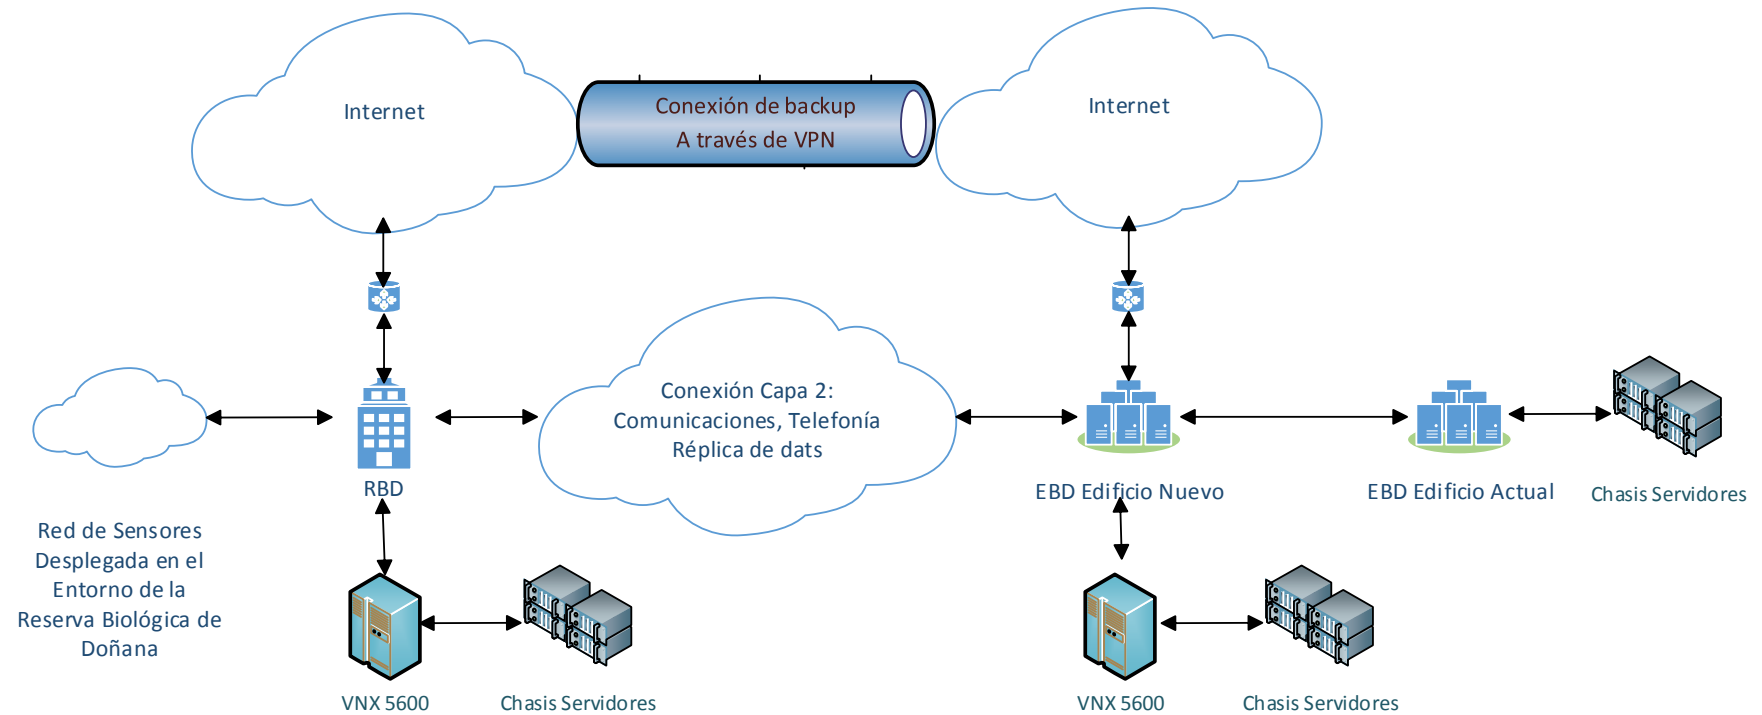 Internet
Conexión de backup
A través de VPN
Internet
Conexión Capa 2:
Comunicaciones, Telefonía
Réplica de dats
RBD
EBD Edificio Nuevo
EBD Edificio Actual
Chasis Servidores
Red de Sensores
Desplegada en el
Entorno de la
Reserva Biológica de
Doñana
VNX 5600
Chasis Servidores
VNX 5600
Chasis Servidores